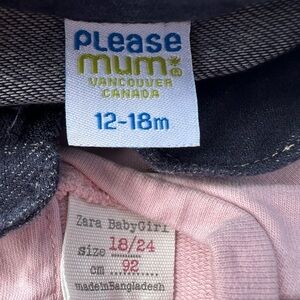 please
mum
VANCOUVER
CANADA
12-18m
Zara BabyGirl
size 18/24
cm 92
made in Bangladesh